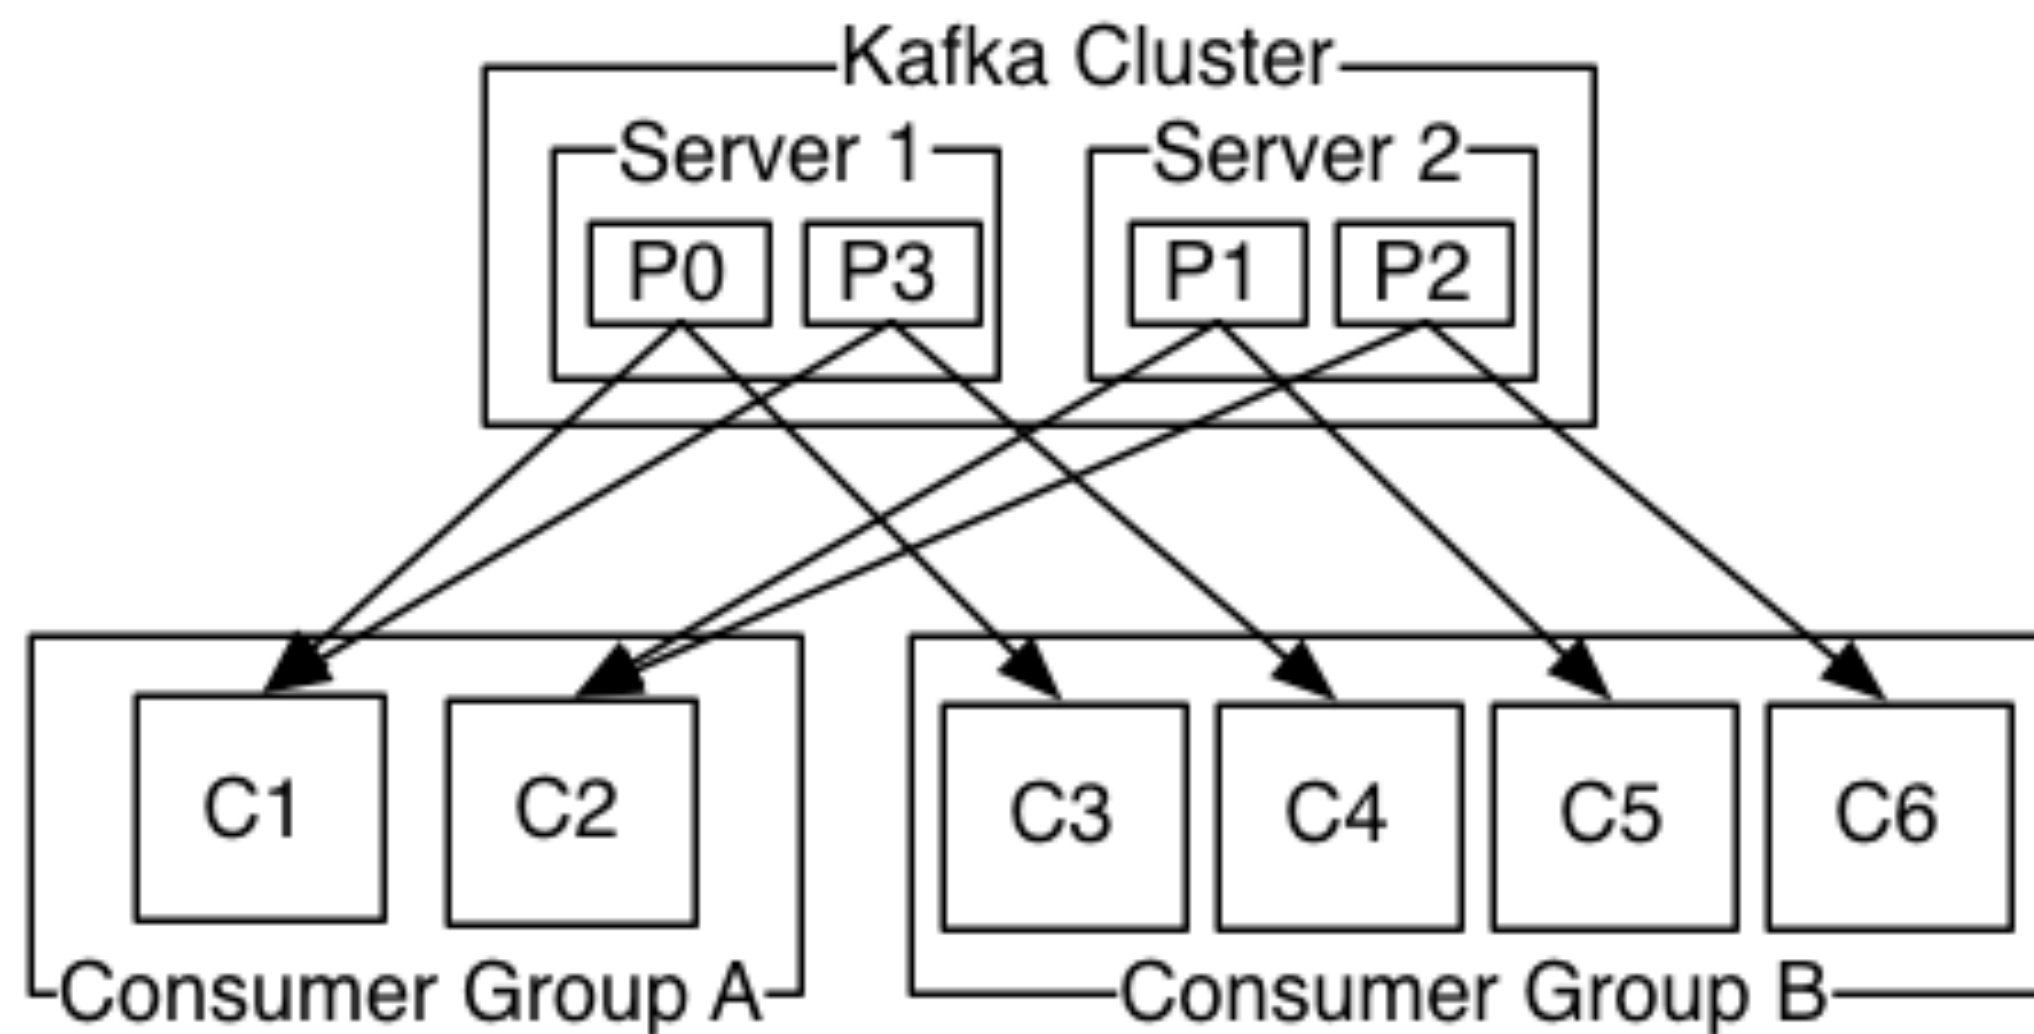 Kafka Cluster
Server 1 Server 2
P0 P3 P1 P2
C1 C2 C3 C4 C5 C6
Consumer Group A Consumer Group B